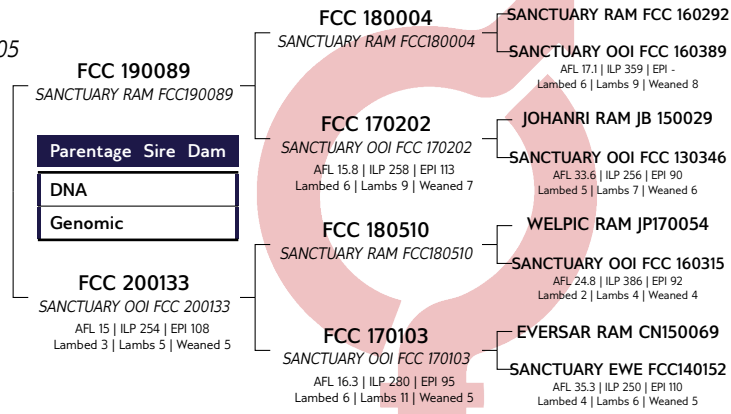 05
FCC 190089
SANCTUARY RAM FCC190089
Parentage Sire Dam
DNA
Genomic
FCC 200133
SANCTUARY OOI FCC 200133
AFL 15 | ILP 254 | EPI 108
Lambed 3 | Lambs 5 | Weaned 5
FCC 180004
SANCTUARY RAM FCC180004
FCC 170202
SANCTUARY OOI FCC 170202
AFL 15.8 | ILP 258 | EPI 113
Lambed 6 | Lambs 9 | Weaned 7
FCC 180510
SANCTUARY RAM FCC180510
FCC 170103
SANCTUARY OOI FCC 170103
AFL 16.3 | ILP 280 | EPI 95
Lambed 6 | Lambs 11 | Weaned 5
SANCTUARY RAM FCC 160292
SANCTUARY OOI FCC 160389
AFL 17.1 | ILP 359 | EPI -
Lambed 6 | Lambs 9 | Weaned 8
JOHANRI RAM JB 150029
SANCTUARY OOI FCC 130346
AFL 33.6 | ILP 256 | EPI 90
Lambed 5 | Lambs 7 | Weaned 6
WELPIC RAM JP170054
SANCTUARY OOI FCC 160315
AFL 24.8 | ILP 386 | EPI 92
Lambed 2 | Lambs 4 | Weaned 4
EVERSAR RAM CN150069
SANCTUARY EWE FCC140152
AFL 35.3 | ILP 250 | EPI 110
Lambed 4 | Lambs 6 | Weaned 5